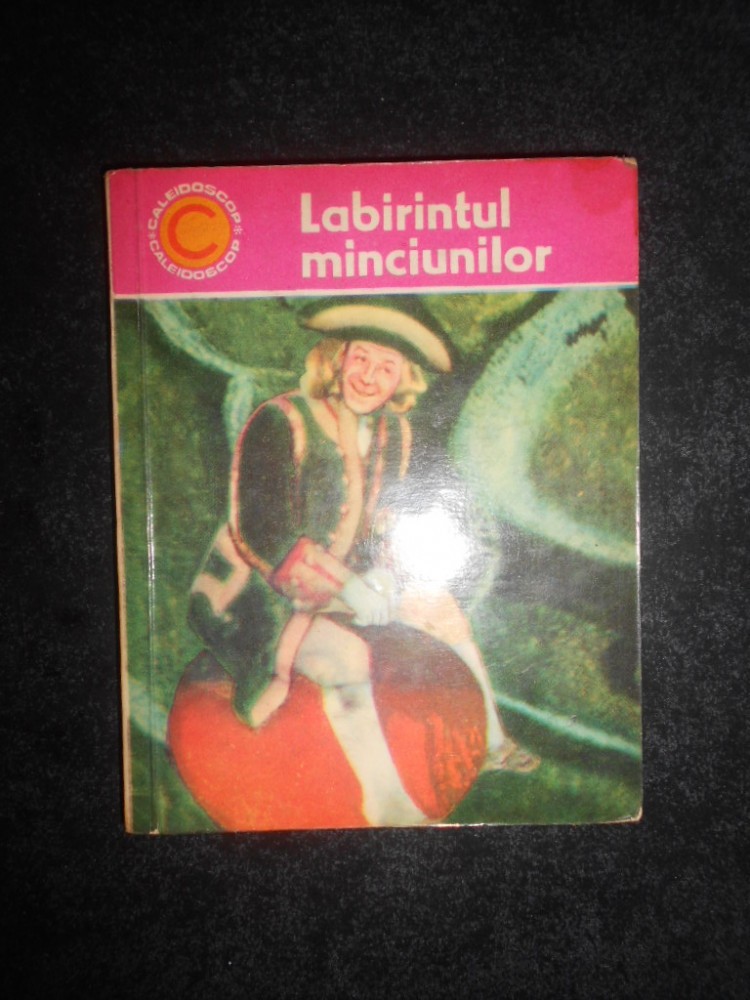 CALEIDOSCOP * CALEIDOSCOP *
C
Labirintul
minciunilor